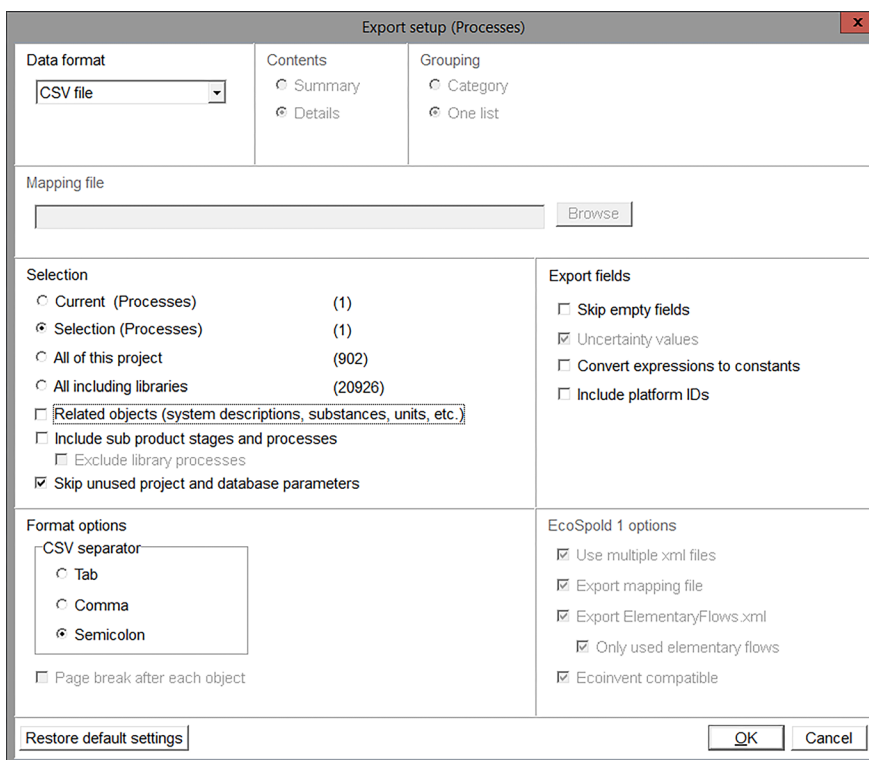 Export setup (Processes)
x
Data format
CSV file
Contents
Summary
Details
Grouping
Category
One list
Mapping file
Browse
Selection
Current (Processes) (1)
Selection (Processes) (1)
All of this project (902)
All including libraries (20926)
Related objects (system descriptions, substances, units, etc.)
Include sub product stages and processes
Exclude library processes
Skip unused project and database parameters
Export fields
Skip empty fields
Uncertainty values
Convert expressions to constants
Include platform IDs
Format options
CSV separator
Tab
Comma
Semicolon
Page break after each object
EcoSpold 1 options
Use multiple xml files
Export mapping file
Export ElementaryFlows.xml
Only used elementary flows
Ecoinvent compatible
Restore default settings
OK
Cancel